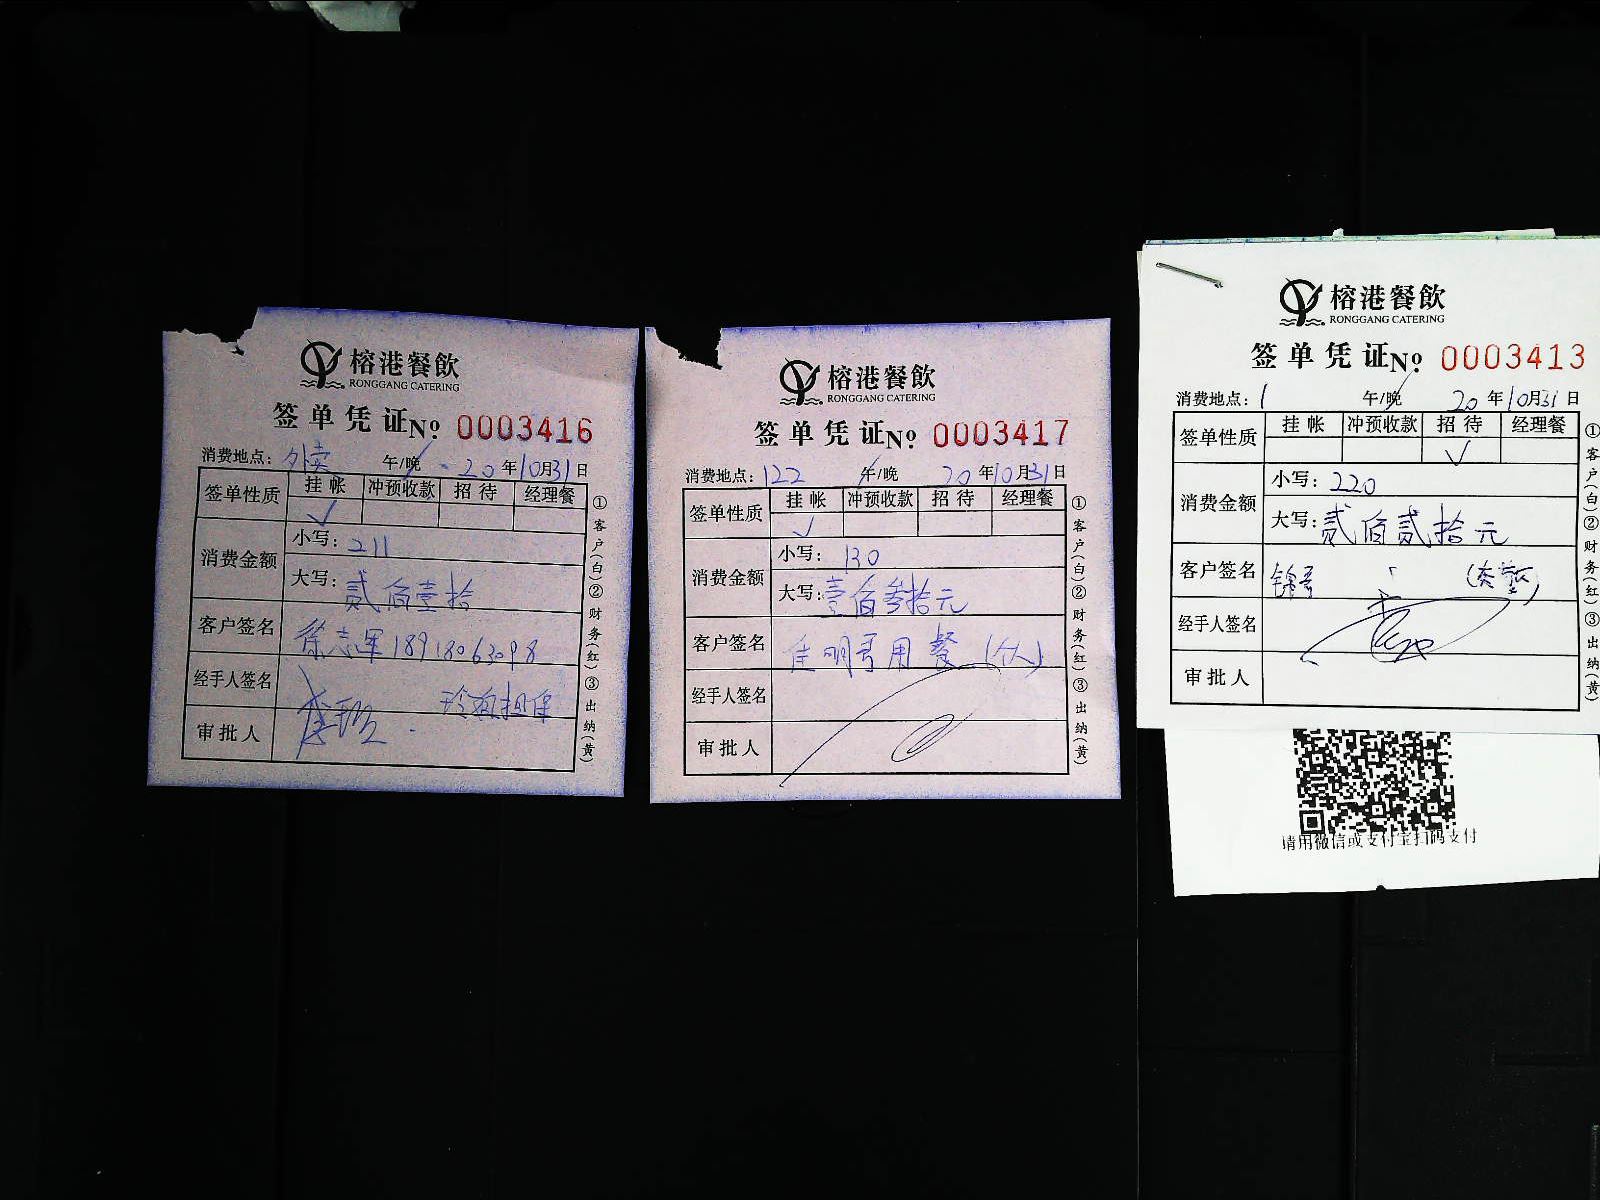 榕港餐飲
RONGGANG CATERING
签单凭证 № 0003416
消费地点：外卖 午/晚 20年10月31日
签单性质 挂帐 冲预收款 招待 经理餐
✓
消费金额 小写：211
大写：贰佰壹拾
客户签名 徐志军 18918063098
经手人签名
审批人
①客户(白)②财务(红)③出纳(黄)
榕港餐飲
RONGGANG CATERING
签单凭证 № 0003417
消费地点：122 午/晚 20年10月31日
签单性质 挂帐 冲预收款 招待 经理餐
✓
消费金额 小写：130
大写：壹佰叁拾元
客户签名 佳明哥用餐(个人)
经手人签名
审批人
①客户(白)②财务(红)③出纳(黄)
榕港餐飲
RONGGANG CATERING
签单凭证 № 0003413
消费地点：1 午/晚 20年10月31日
签单性质 挂帐 冲预收款 招待 经理餐
✓
消费金额 小写：220
大写：贰佰贰拾元
客户签名 锦哥
经手人签名
审批人
①客户(白)②财务(红)③出纳(黄)
请用微信或支付宝扫码支付